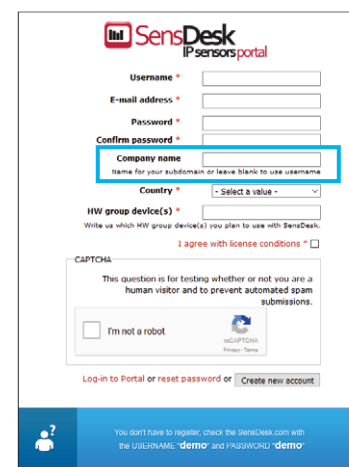 SensDesk
IPsensors portal
Username *
E-mail address *
Password *
Confirm password *
Company name
Name for your subdomain or leave blank to use username
Country * - Select a value -
HW group device(s) *
Write us which HW group device(s) you plan to use with SensDesk.
I agree with license conditions *
CAPTCHA
This question is for testing whether or not you are a
human visitor and to prevent automated spam
submissions.
I'm not a robot
reCAPTCHA
Privacy - Terms
Log-in to Portal or reset password or Create new account
?
You don't have to register, check the SensDesk.com with
the USERNAME "demo" and PASSWORD "demo"